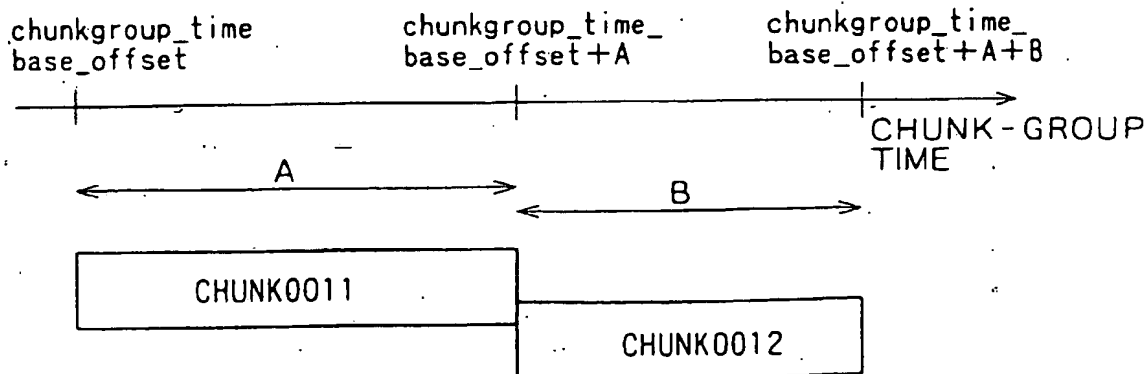 chunkgroup_time
base_offset
chunkgroup_time_
base_offset+A
chunkgroup_time_
base_offset+A+B
CHUNK-GROUP
TIME
A
B
CHUNK0011
CHUNK0012